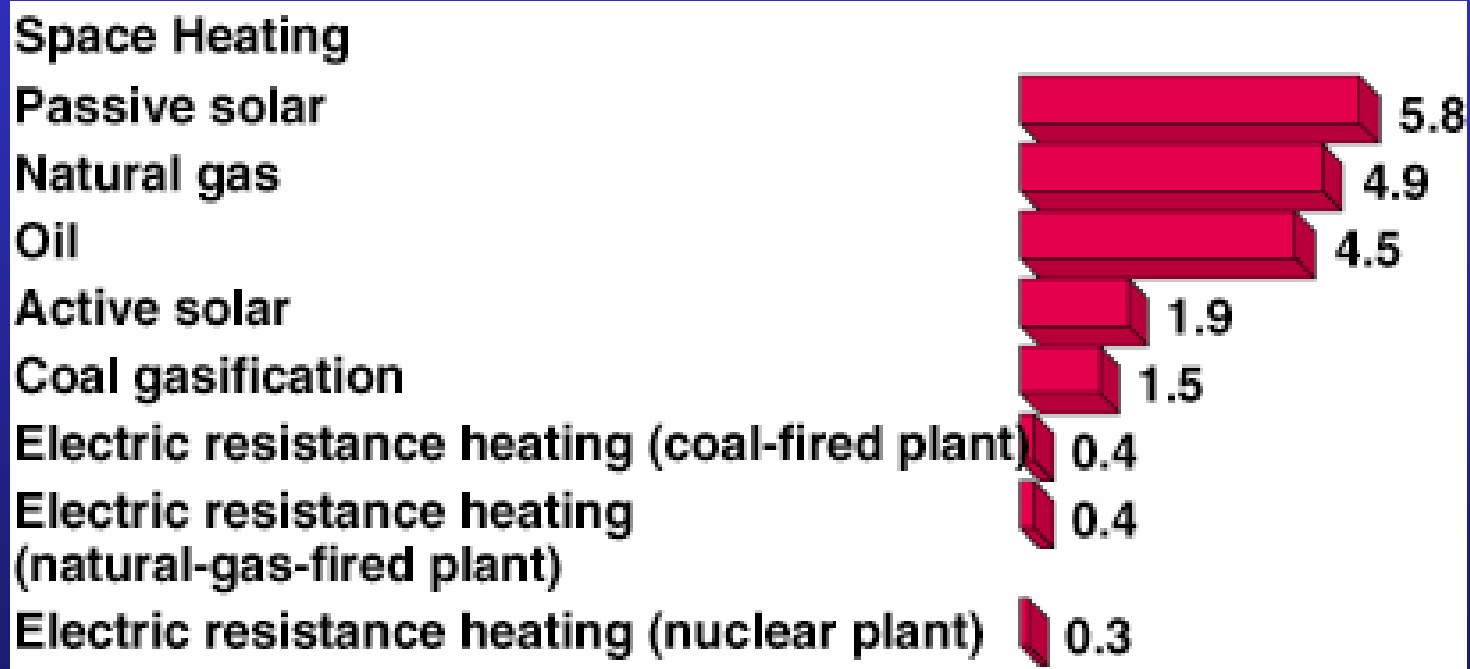 Space Heating
Passive solar 5.8
Natural gas 4.9
Oil 4.5
Active solar 1.9
Coal gasification 1.5
Electric resistance heating (coal-fired plant) 0.4
Electric resistance heating 0.4
(natural-gas-fired plant)
Electric resistance heating (nuclear plant) 0.3